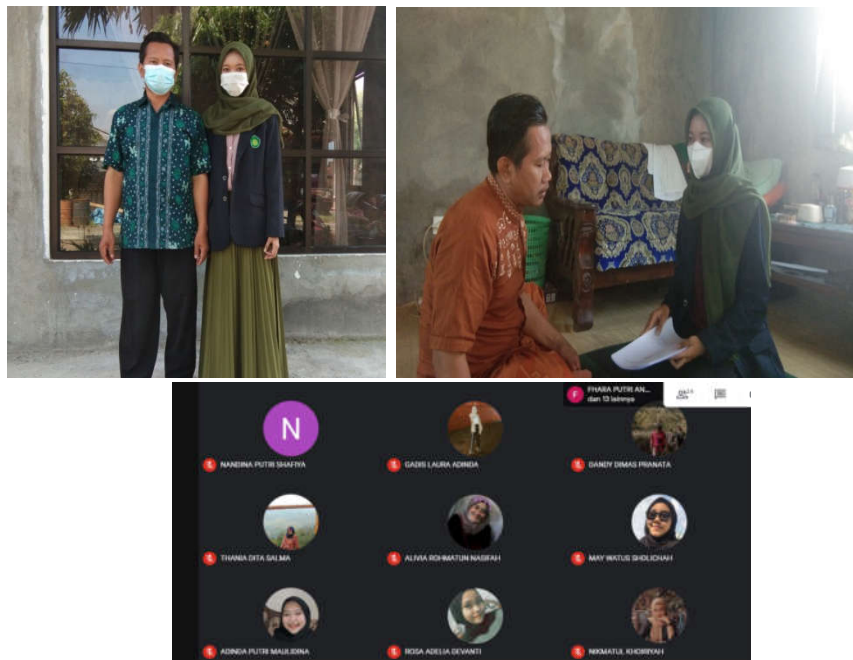 FHARA PUTRI AN...
dan 13 lainnya
N
NANDINA PUTRI SHAFIYA
GADIS LAURA ADINDA
DANDY DIMAS PRANATA
THANIA DITA SALMA
ALIVIA ROHMATUN NASIFAH
MAY WATUS SHOLICHAH
ADINDA PUTRI MAULIDINA
ROSA ADELIA DEVANTI
NIKMATUL KHOIRIYAH